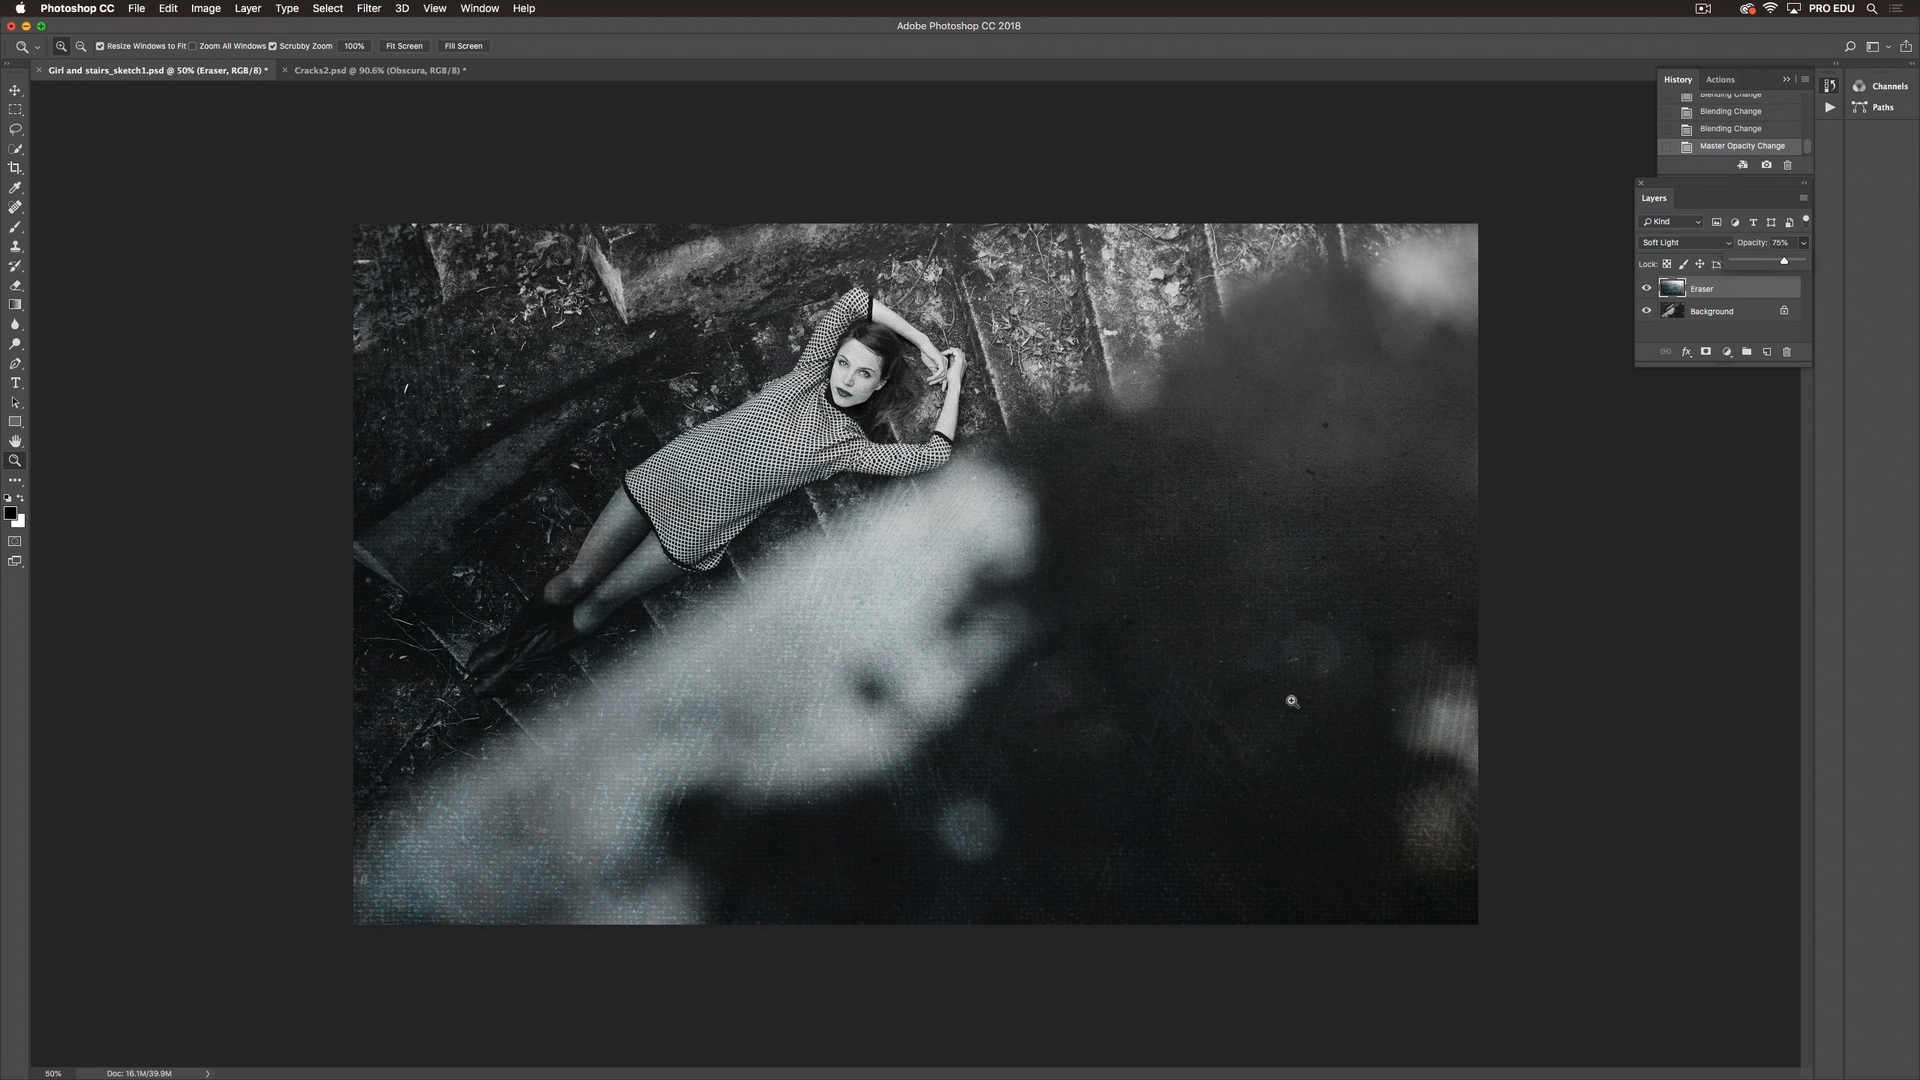 Photoshop CC File Edit Image Layer Type Select Filter 3D View Window Help PRO EDU
Adobe Photoshop CC 2018
Resize Windows to Fit Zoom All Windows Scrubby Zoom 100% Fit Screen Fill Screen
Girl and stairs_sketch1.psd @ 50% (Eraser, RGB/8) * Cracks2.psd @ 90.6% (Obscura, RGB/8) *
History Actions
Channels
Paths
Blending Change
Blending Change
Blending Change
Master Opacity Change
Layers
Kind
Soft Light Opacity: 75%
Lock:
Eraser
Background
50% Doc: 16.1M/39.9M